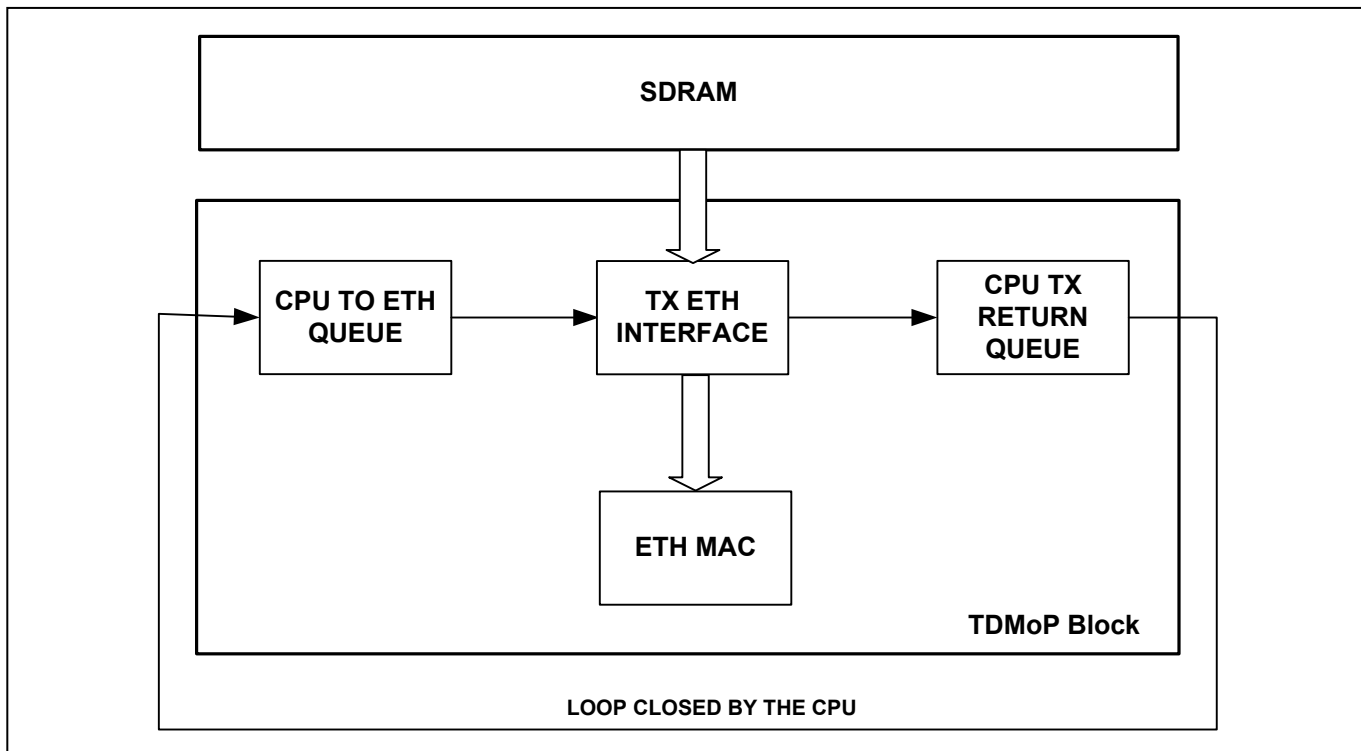 SDRAM
CPU TO ETH
QUEUE
TX ETH
INTERFACE
CPU TX
RETURN
QUEUE
ETH MAC
TDMoP Block
LOOP CLOSED BY THE CPU